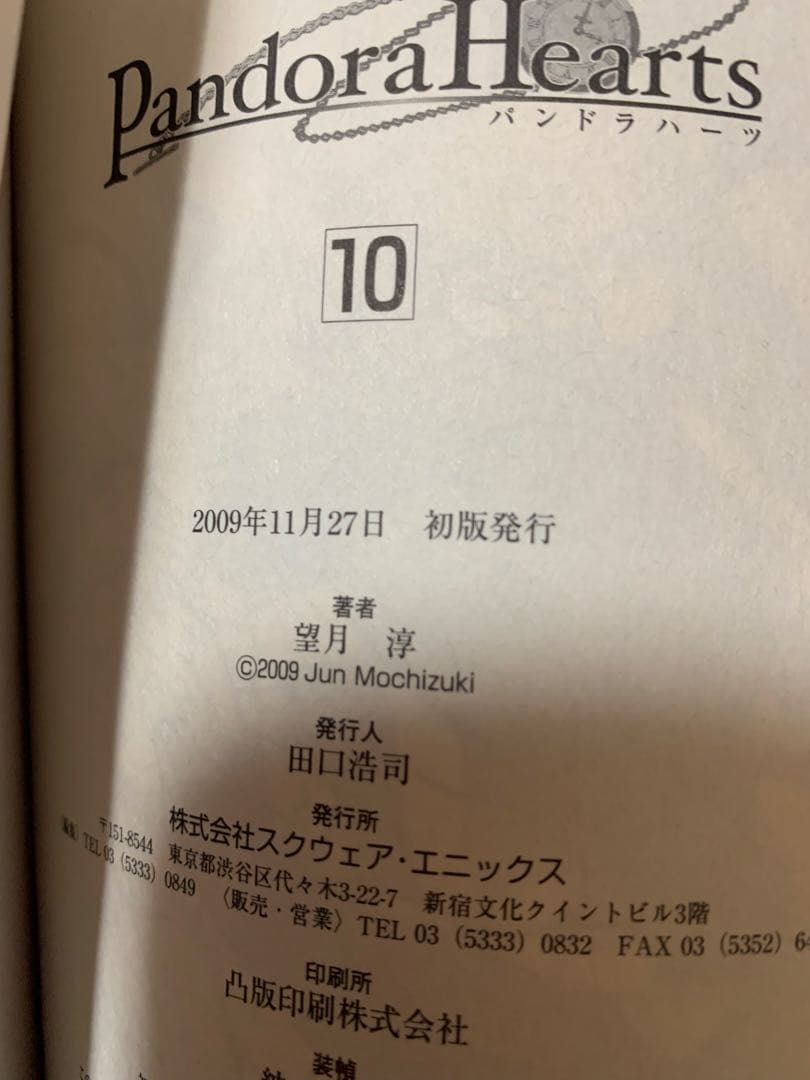 PandoraHearts
パンドラハーツ
10
2009年11月27日 初版発行
著者
望月 淳
©2009 Jun Mochizuki
発行人
田口浩司
発行所
株式会社スクウェア・エニックス
〒151-8544 東京都渋谷区代々木3-22-7 新宿文化クイントビル3階
〈編集〉TEL 03（5333）0849 〈販売・営業〉TEL 03（5333）0832 FAX 03（5352）64
印刷所
凸版印刷株式会社
装幀